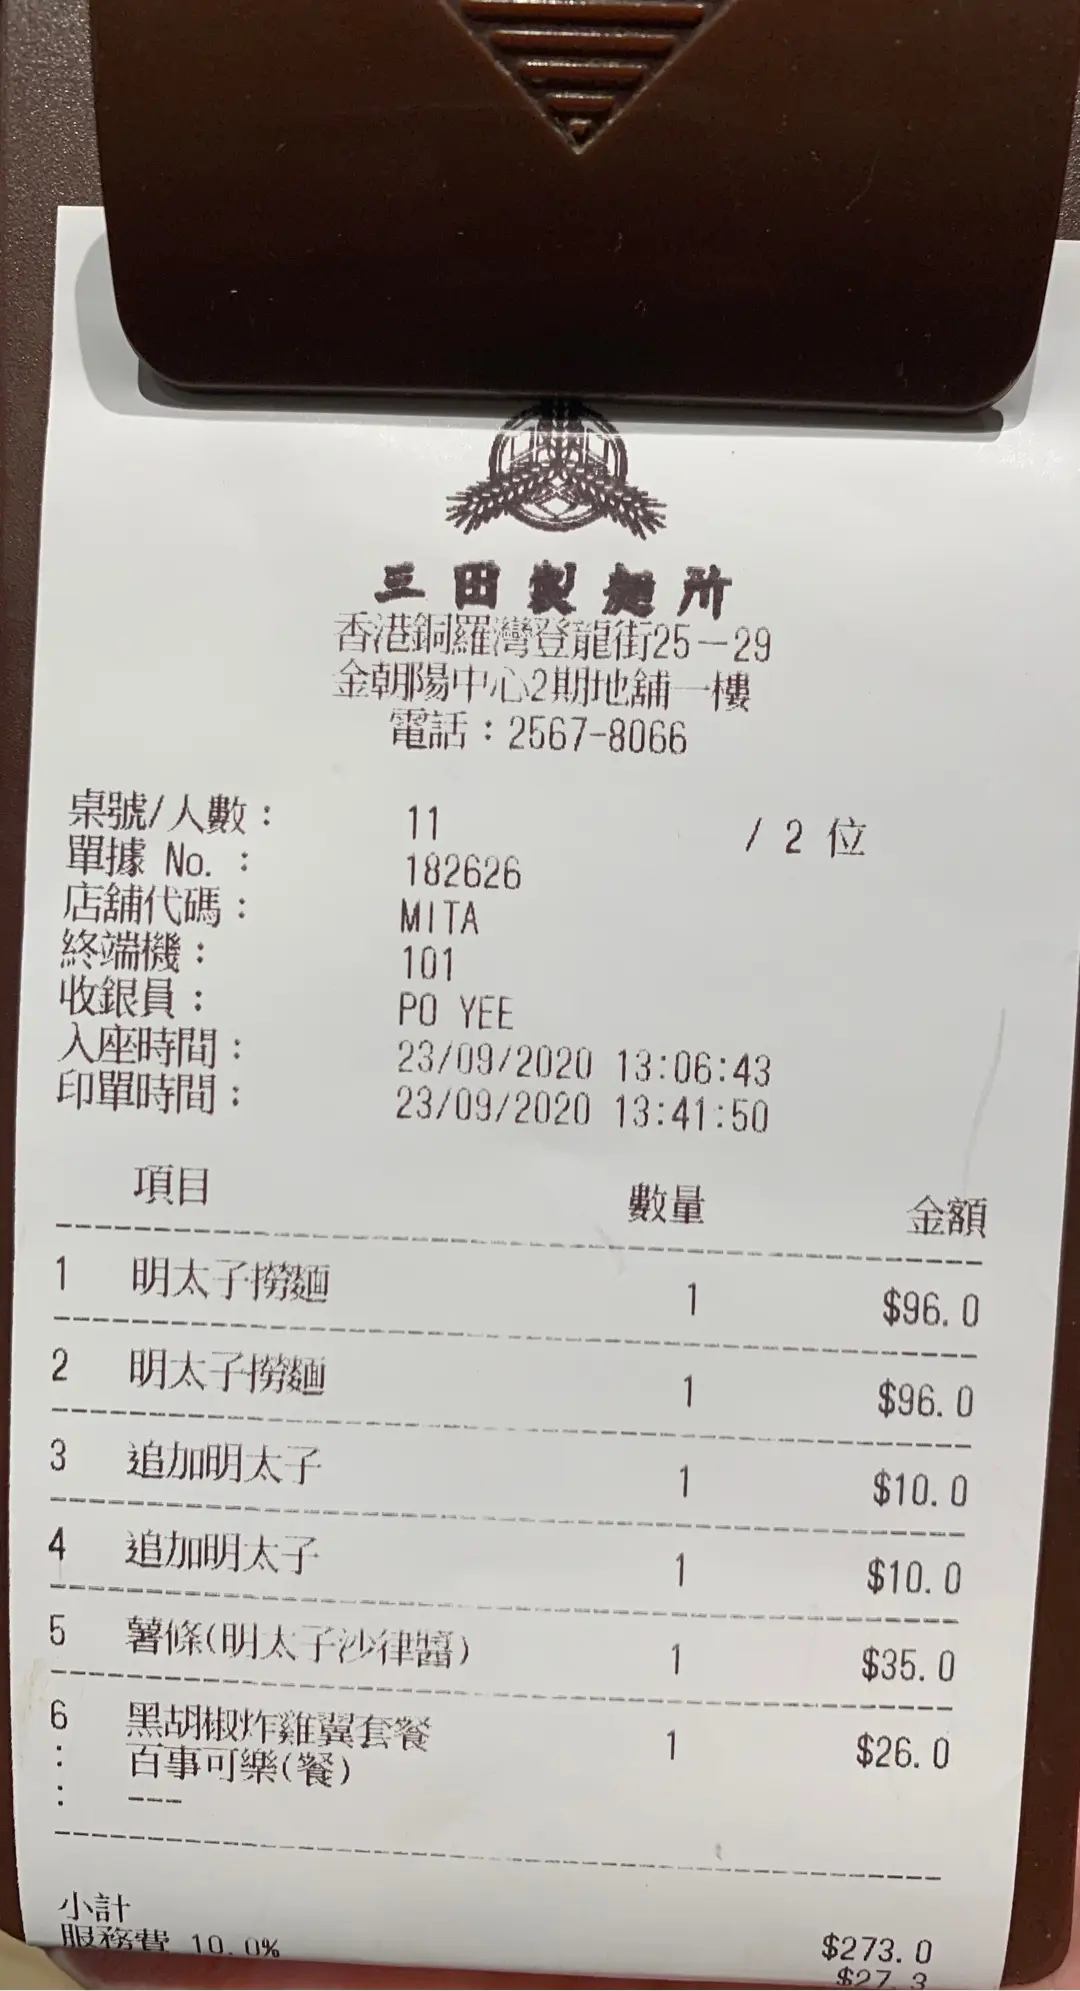 三田製麵所
香港銅羅灣登龍街25-29
金朝陽中心2期地舖一樓
電話：2567-8066
桌號/人數： 11 / 2 位
單據 No. ： 182626
店舖代碼： MITA
終端機： 101
收銀員： PO YEE
入座時間： 23/09/2020 13:06:43
印單時間： 23/09/2020 13:41:50
項目 數量 金額
1 明太子撈麵 1 $96.0
2 明太子撈麵 1 $96.0
3 追加明太子 1 $10.0
4 追加明太子 1 $10.0
5 薯條(明太子沙律醬) 1 $35.0
6 黑胡椒炸雞翼套餐 1 $26.0
: 百事可樂(餐)
: ---
小計 $273.0
服務費 10.0% $27.3